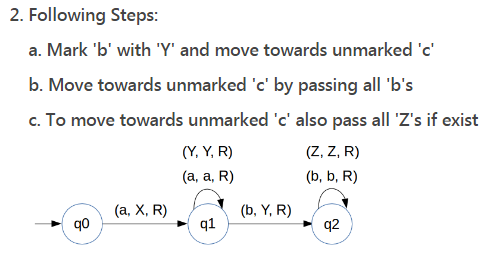 2. Following Steps:
a. Mark 'b' with 'Y' and move towards unmarked 'c'
b. Move towards unmarked 'c' by passing all 'b's
c. To move towards unmarked 'c' also pass all 'Z's if exist
(Y, Y, R) (Z, Z, R)
(a, a, R) (b, b, R)
(a, X, R) (b, Y, R)
q0 q1 q2